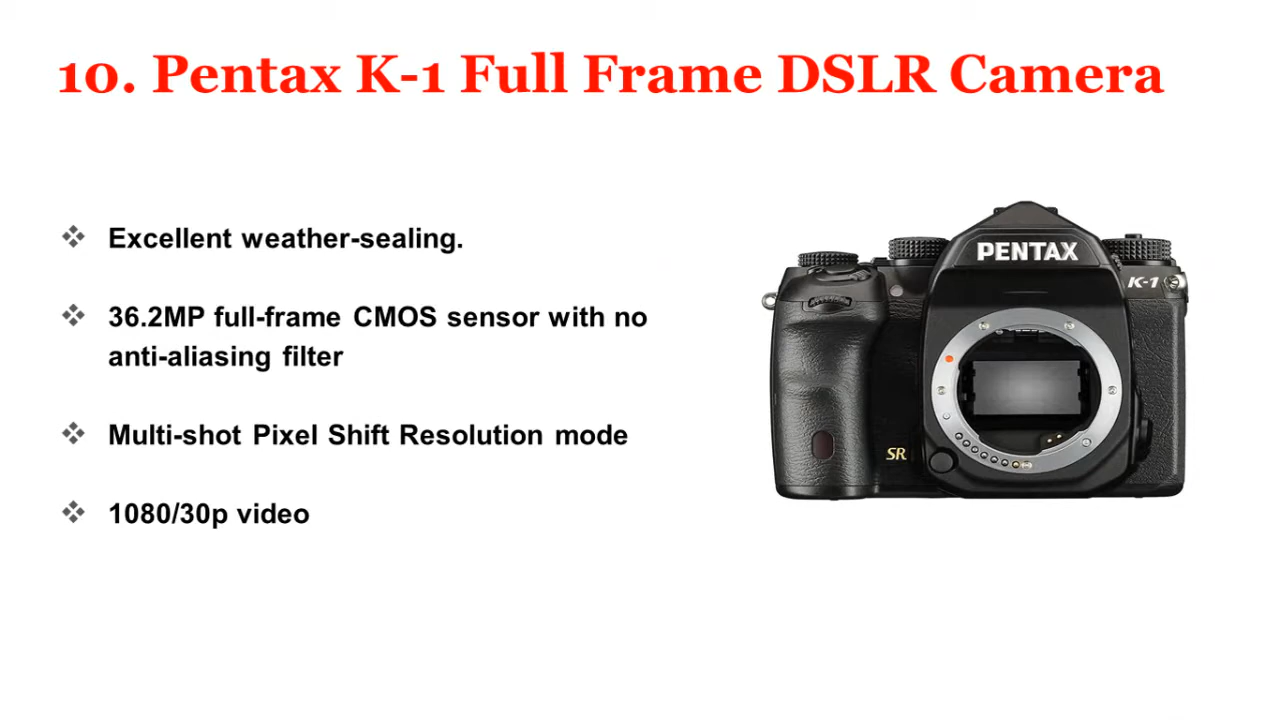 10. Pentax K-1 Full Frame DSLR Camera
Excellent weather-sealing.
36.2MP full-frame CMOS sensor with no
anti-aliasing filter
Multi-shot Pixel Shift Resolution mode
1080/30p video
PENTAX
K-1
SR